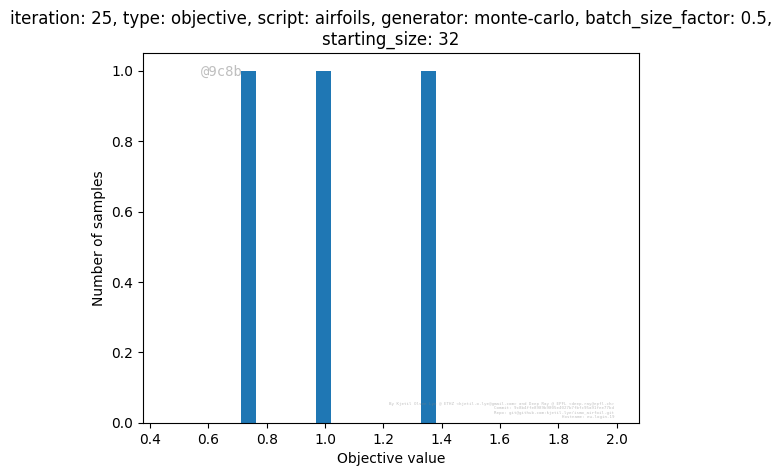 iteration: 25, type: objective, script: airfoils, generator: monte-carlo, batch_size_factor: 0.5,
starting_size: 32
@9c8b
1.0
0.8
0.6
0.4
0.2
0.0
Number of samples
0.4 0.6 0.8 1.0 1.2 1.4 1.6 1.8 2.0
Objective value